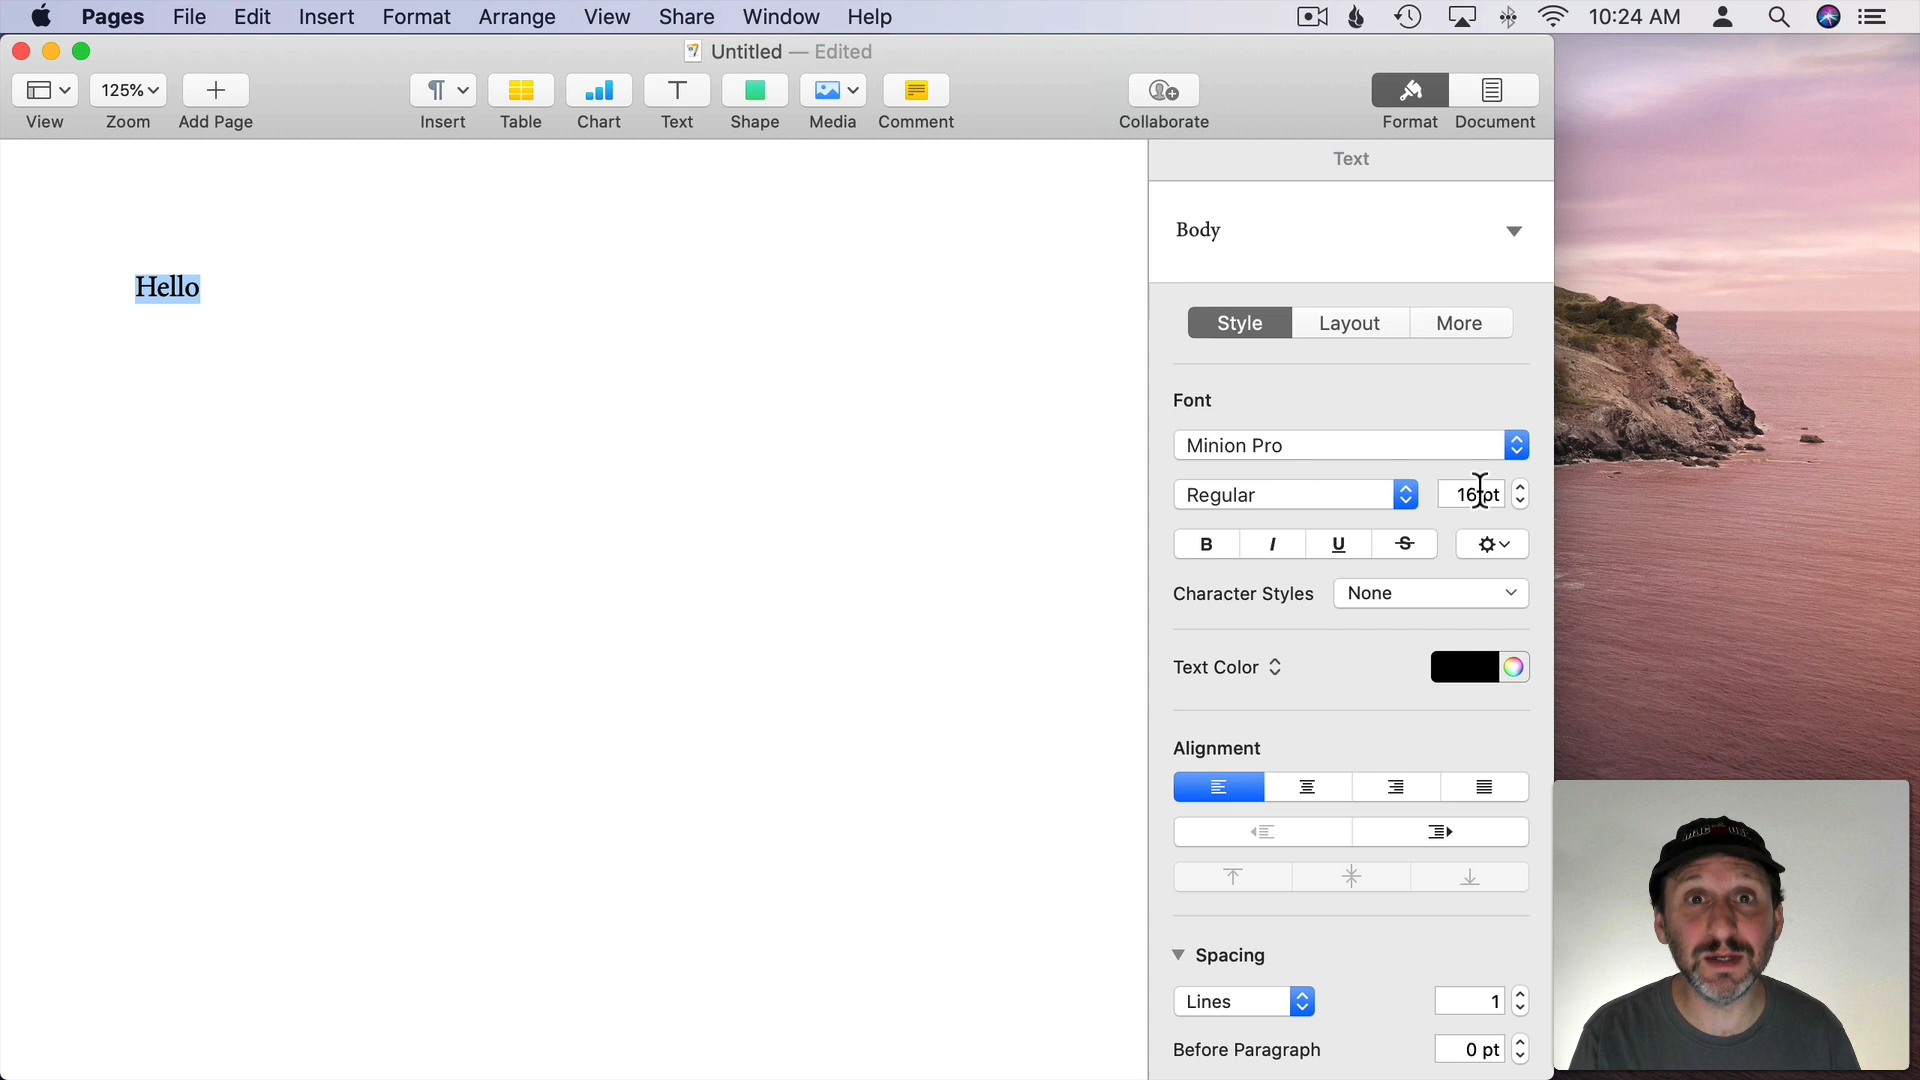 Pages File Edit Insert Format Arrange View Share Window Help 10:24 AM
Untitled — Edited
125%
View Zoom Add Page Insert Table Chart Text Shape Media Comment Collaborate Format Document
Text
Body
Hello
Style Layout More
Font
Minion Pro
Regular 16 pt
B I U S
Character Styles None
Text Color
Alignment
Spacing
Lines 1
Before Paragraph 0 pt